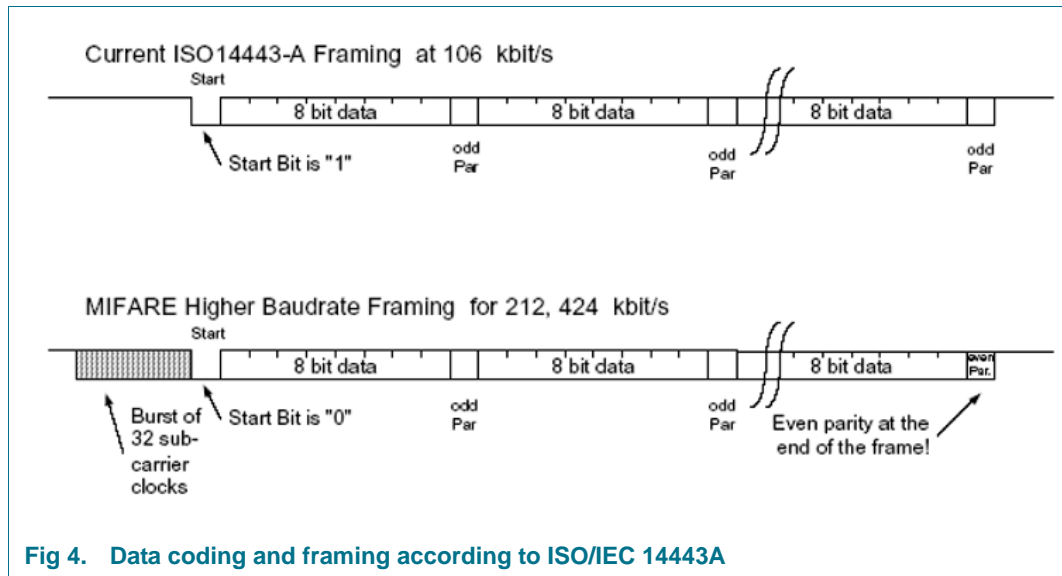 Current ISO14443-A Framing at 106 kbit/s
Start
8 bit data 8 bit data 8 bit data
Start Bit is "1"
odd Par
odd Par
odd Par
MIFARE Higher Baudrate Framing for 212, 424 kbit/s
Start
8 bit data 8 bit data 8 bit data even Par.
Burst of 32 sub-carrier clocks
Start Bit is "0"
odd Par
odd Par
Even parity at the end of the frame!
Fig 4. Data coding and framing according to ISO/IEC 14443A